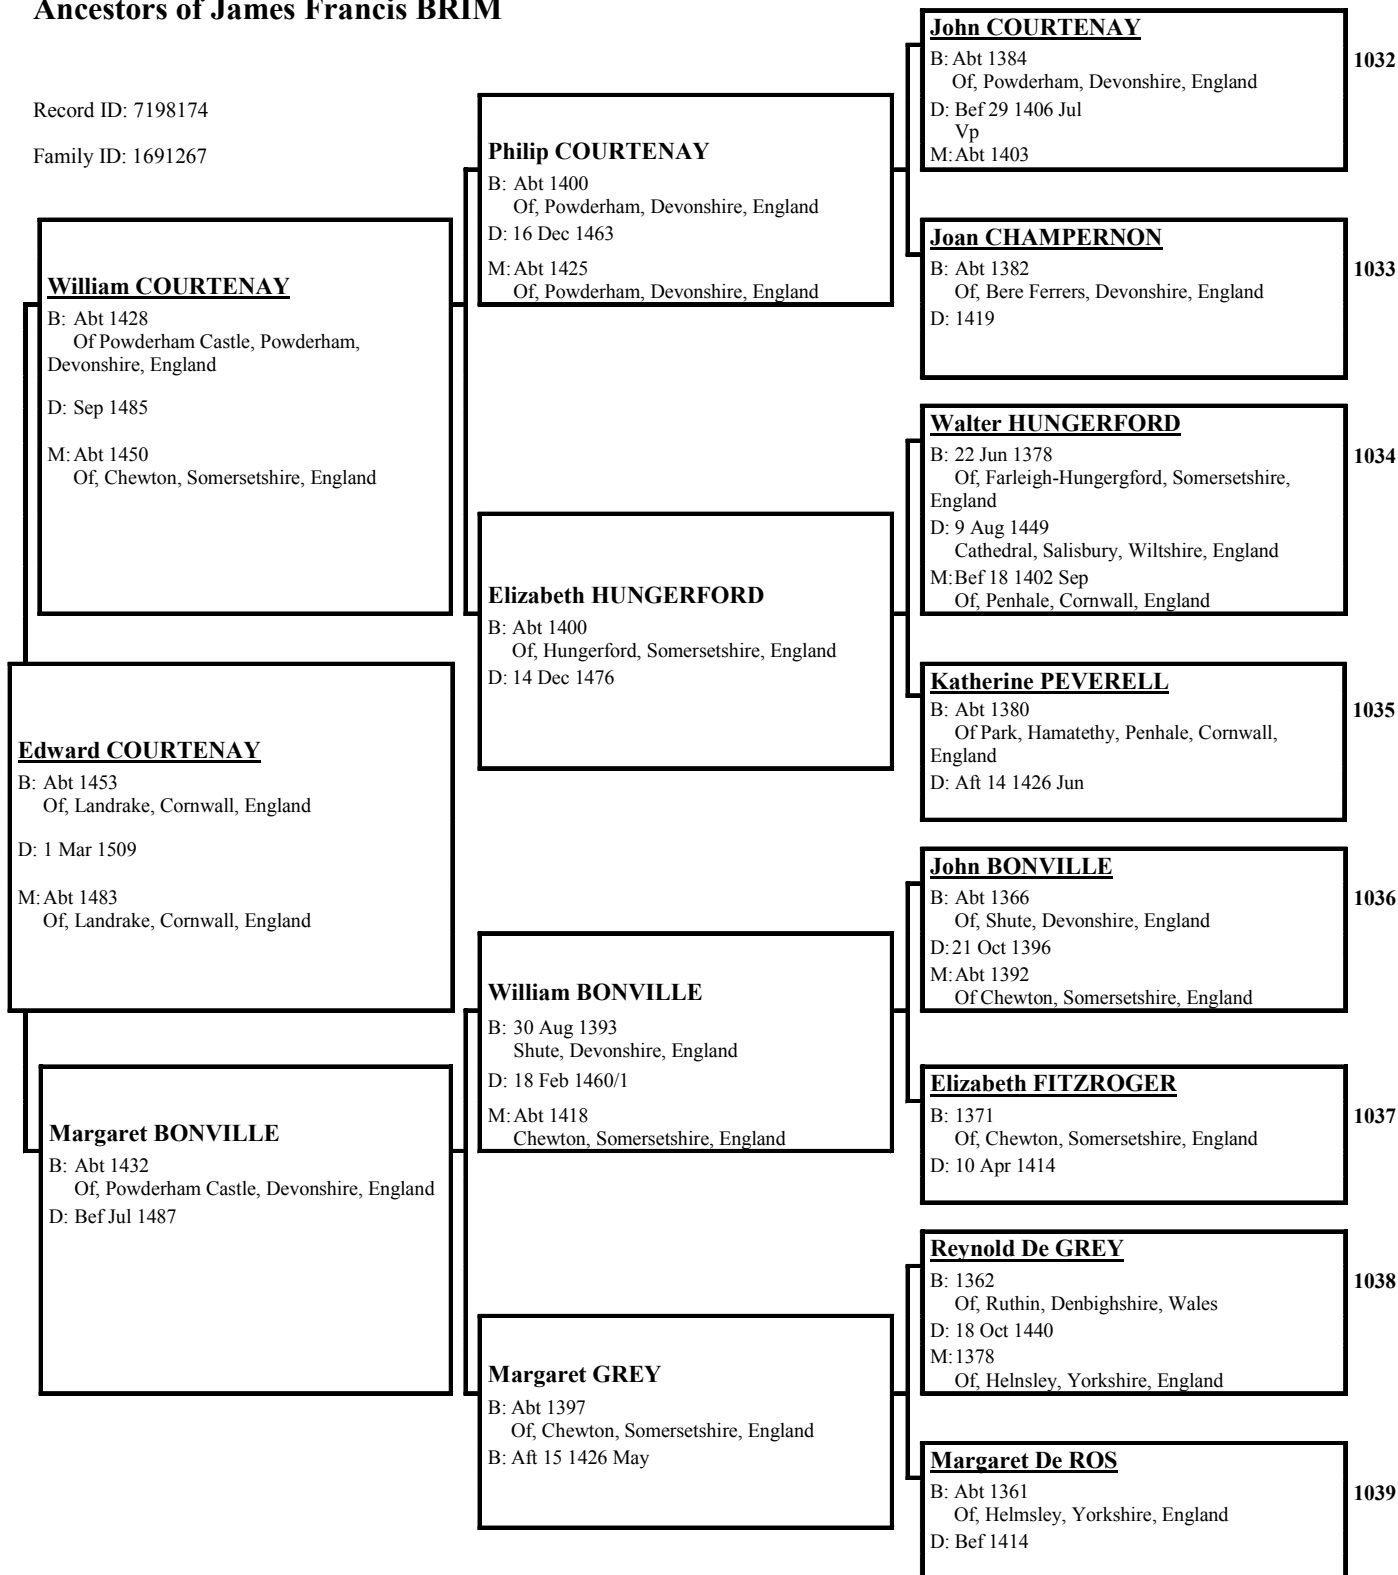 Ancestors of James Francis BRIM
Record ID: 7198174
Family ID: 1691267
William COURTENAY
B: Abt 1428
Of Powderham Castle, Powderham,
Devonshire, England
D: Sep 1485
M: Abt 1450
Of, Chewton, Somersetshire, England
Edward COURTENAY
B: Abt 1453
Of, Landrake, Cornwall, England
D: 1 Mar 1509
M: Abt 1483
Of, Landrake, Cornwall, England
Margaret BONVILLE
B: Abt 1432
Of, Powderham Castle, Devonshire, England
D: Bef Jul 1487
Philip COURTENAY
B: Abt 1400
Of, Powderham, Devonshire, England
D: 16 Dec 1463
M: Abt 1425
Of, Powderham, Devonshire, England
Elizabeth HUNGERFORD
B: Abt 1400
Of, Hungerford, Somersetshire, England
D: 14 Dec 1476
William BONVILLE
B: 30 Aug 1393
Shute, Devonshire, England
D: 18 Feb 1460/1
M: Abt 1418
Chewton, Somersetshire, England
Margaret GREY
B: Abt 1397
Of, Chewton, Somersetshire, England
B: Aft 15 1426 May
John COURTENAY
B: Abt 1384
Of, Powderham, Devonshire, England
D: Bef 29 1406 Jul
Vp
M: Abt 1403
1032
Joan CHAMPERNON
B: Abt 1382
Of, Bere Ferrers, Devonshire, England
D: 1419
1033
Walter HUNGERFORD
B: 22 Jun 1378
Of, Farleigh-Hungergford, Somersetshire,
England
D: 9 Aug 1449
Cathedral, Salisbury, Wiltshire, England
M: Bef 18 1402 Sep
Of, Penhale, Cornwall, England
1034
Katherine PEVERELL
B: Abt 1380
Of Park, Hamatethy, Penhale, Cornwall,
England
D: Aft 14 1426 Jun
1035
John BONVILLE
B: Abt 1366
Of, Shute, Devonshire, England
D: 21 Oct 1396
M: Abt 1392
Of Chewton, Somersetshire, England
1036
Elizabeth FITZROGER
B: 1371
Of, Chewton, Somersetshire, England
D: 10 Apr 1414
1037
Reynold De GREY
B: 1362
Of, Ruthin, Denbighshire, Wales
D: 18 Oct 1440
M: 1378
Of, Helnsley, Yorkshire, England
1038
Margaret De ROS
B: Abt 1361
Of, Helmsley, Yorkshire, England
D: Bef 1414
1039